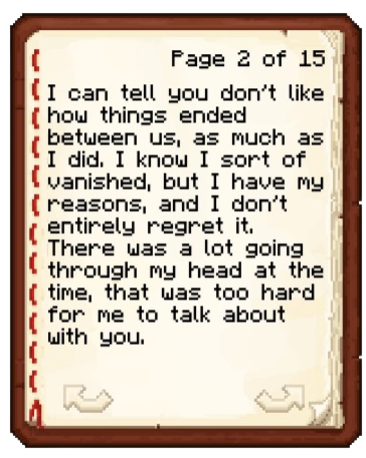 Page 2 of 15
I can tell you don't like
how things ended
between us, as much as
I did. I know I sort of
vanished, but I have my
reasons, and I don't
entirely regret it.
There was a lot going
through my head at the
time, that was too hard
for me to talk about
with you.